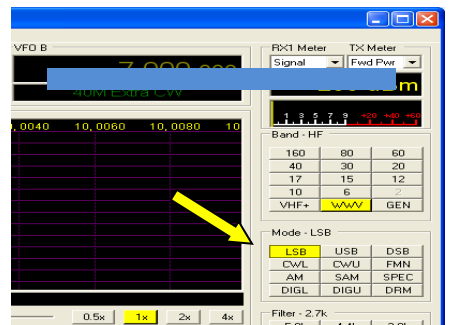 VFO B
RX1 Meter TX Meter
Signal Fwd Pwr
40M Extra CW
1 3 5 7 9 +20 +40 +60
0040 10,0060 10,0080 10
Band - HF
160 80 60
40 30 20
17 15 12
10 6 2
VHF+ WWV GEN
Mode - LSB
LSB USB DSB
CWL CWU FMN
AM SAM SPEC
DIGL DIGU DRM
0.5x 1x 2x 4x
Filter - 2.7k